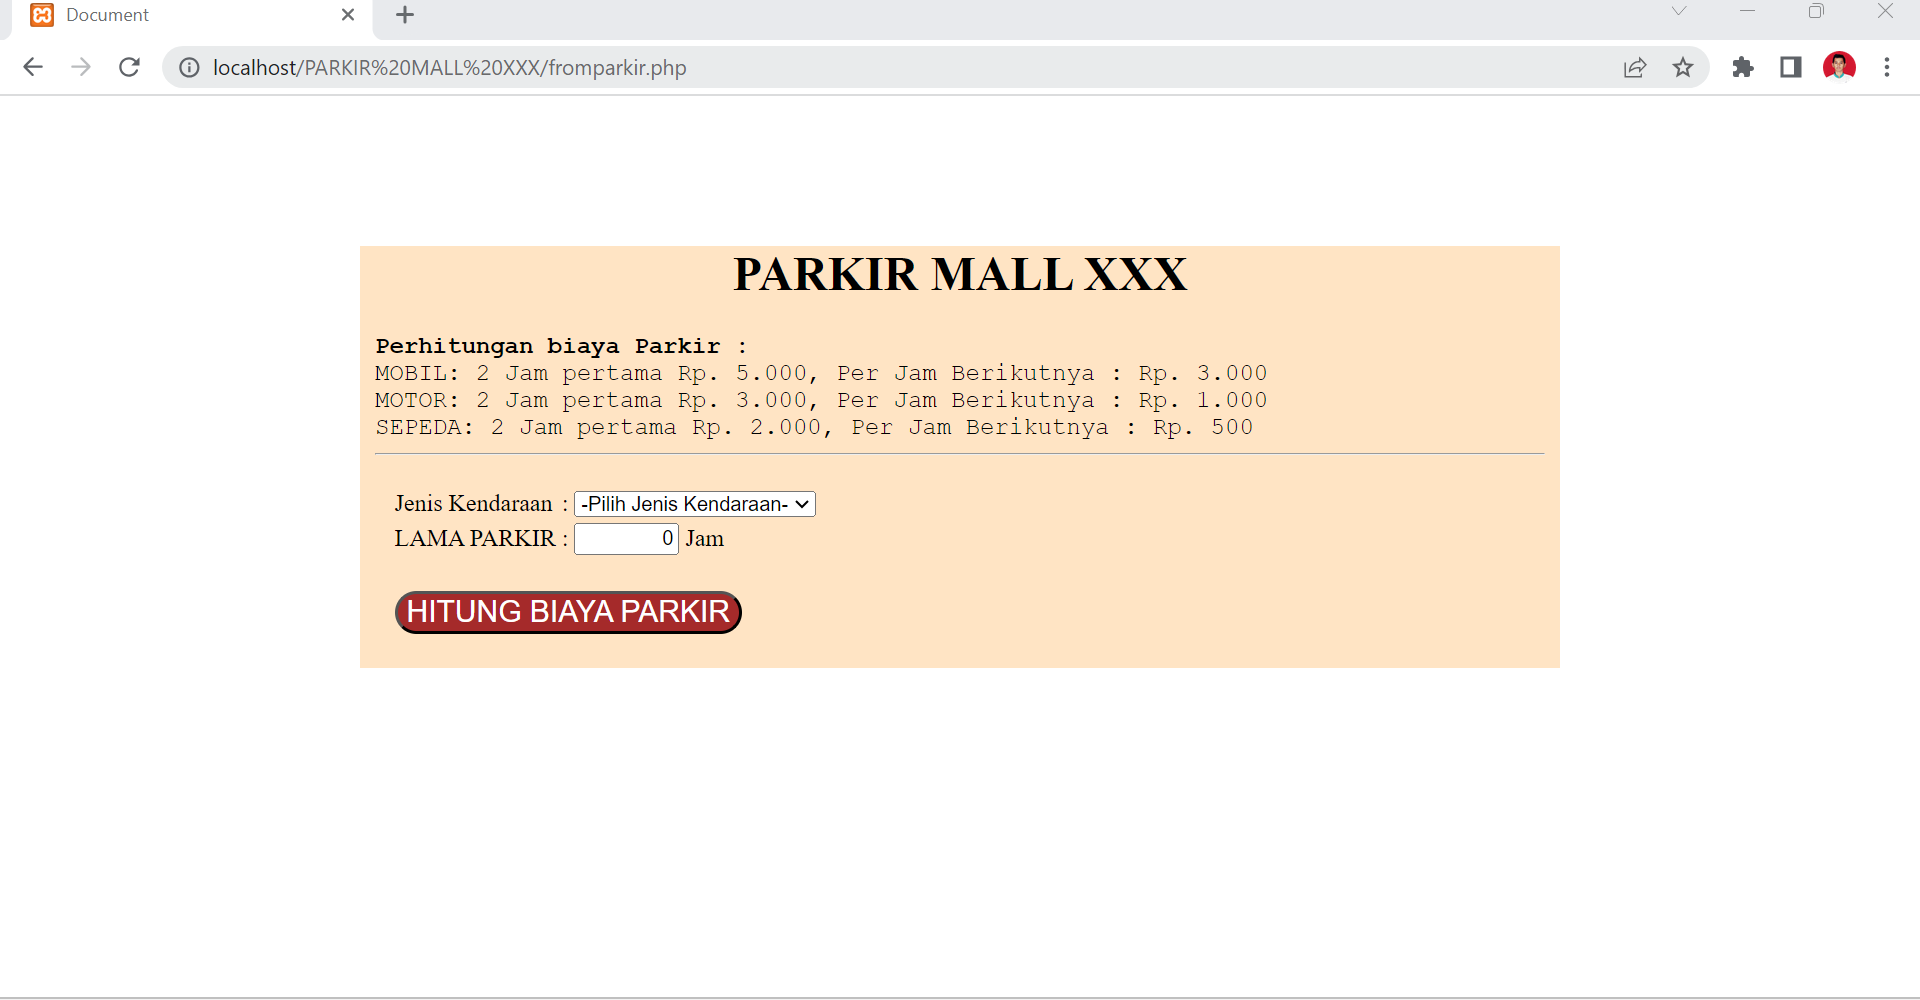 Document
localhost/PARKIR%20MALL%20XXX/fromparkir.php
PARKIR MALL XXX
Perhitungan biaya Parkir :
MOBIL: 2 Jam pertama Rp. 5.000, Per Jam Berikutnya : Rp. 3.000
MOTOR: 2 Jam pertama Rp. 3.000, Per Jam Berikutnya : Rp. 1.000
SEPEDA: 2 Jam pertama Rp. 2.000, Per Jam Berikutnya : Rp. 500
Jenis Kendaraan : -Pilih Jenis Kendaraan-
LAMA PARKIR : 0 Jam
HITUNG BIAYA PARKIR